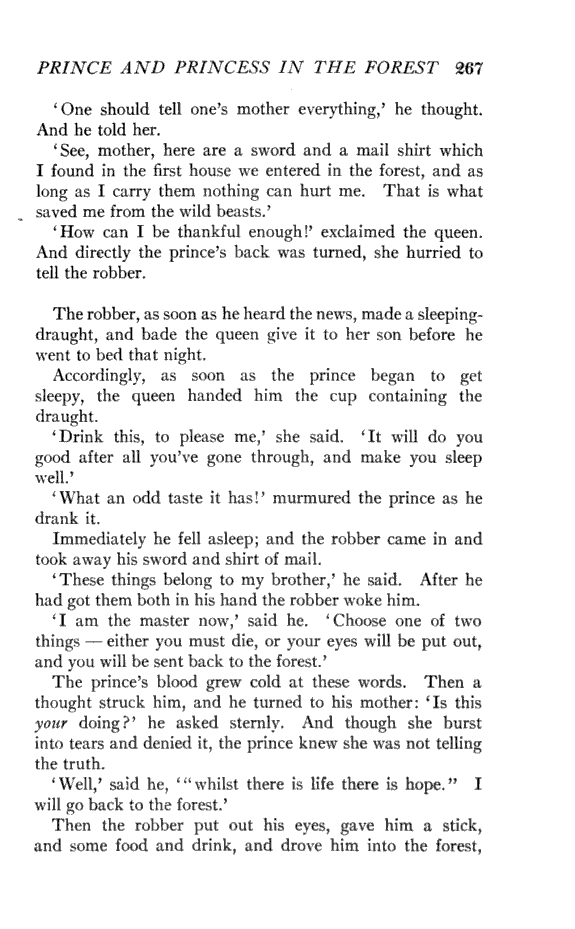 PRINCE AND PRINCESS IN THE FOREST 267
'One should tell one's mother everything,' he thought.
And he told her.
'See, mother, here are a sword and a mail shirt which
I found in the first house we entered in the forest, and as
long as I carry them nothing can hurt me. That is what
saved me from the wild beasts.'
'How can I be thankful enough!' exclaimed the queen.
And directly the prince's back was turned, she hurried to
tell the robber.
The robber, as soon as he heard the news, made a sleeping-
draught, and bade the queen give it to her son before he
went to bed that night.
Accordingly, as soon as the prince began to get
sleepy, the queen handed him the cup containing the
draught.
'Drink this, to please me,' she said. 'It will do you
good after all you've gone through, and make you sleep
well.'
'What an odd taste it has!' murmured the prince as he
drank it.
Immediately he fell asleep; and the robber came in and
took away his sword and shirt of mail.
'These things belong to my brother,' he said. After he
had got them both in his hand the robber woke him.
'I am the master now,' said he. 'Choose one of two
things — either you must die, or your eyes will be put out,
and you will be sent back to the forest.'
The prince's blood grew cold at these words. Then a
thought struck him, and he turned to his mother: 'Is this
your doing?' he asked sternly. And though she burst
into tears and denied it, the prince knew she was not telling
the truth.
'Well,' said he, '"whilst there is life there is hope." I
will go back to the forest.'
Then the robber put out his eyes, gave him a stick,
and some food and drink, and drove him into the forest,